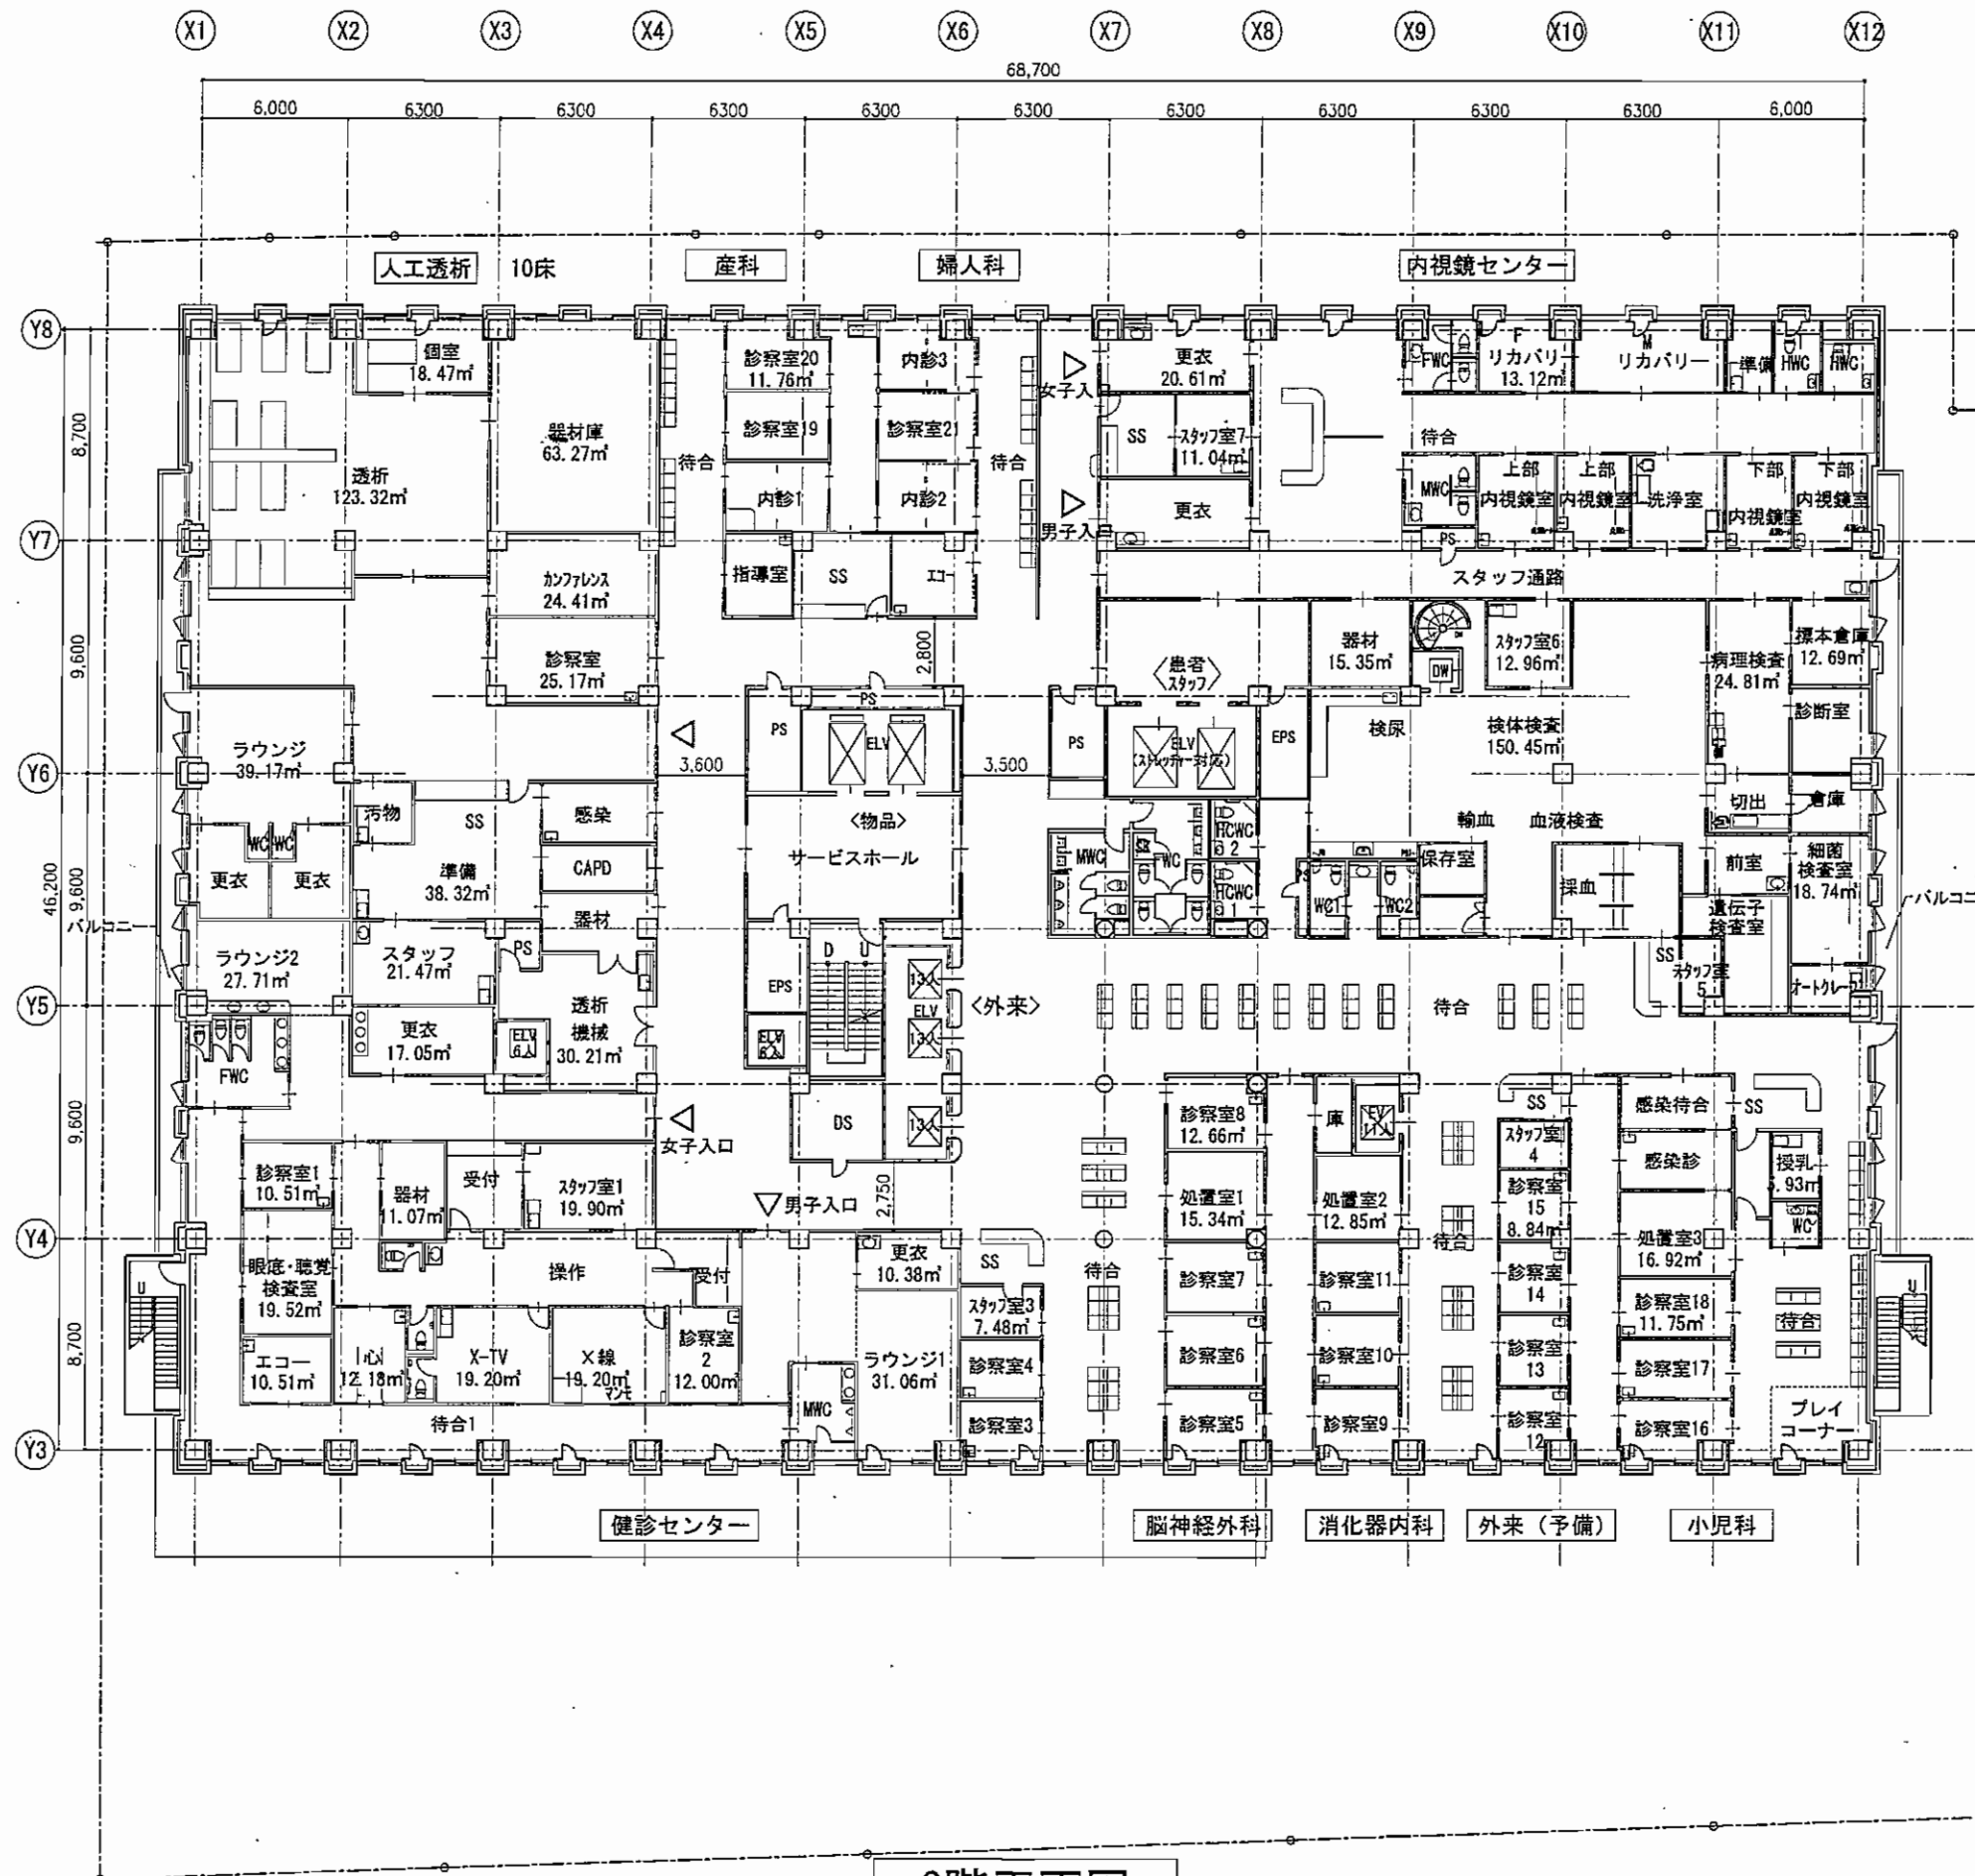 X1 X2 X3 X4 X5 X6 X7 X8 X9 X10 X11 X12
68,700
6,000 6300 6300 6300 6300 6300 6300 6300 6300 6300 6,000
人工透析 10床 産科 婦人科 内視鏡センター
Y8
Y7
Y6
Y5
Y4
Y3
8,700
9,600
9,600
9,600
8,700
46,200
バルコニー
個室
18.47㎡
透析
123.32㎡
器材庫
63.27㎡
カンファレンス
24.41㎡
診察室
25.17㎡
待合
診察室20
11.76㎡
診察室19
内診1
指導室
SS
エコー
内診3
診察室21
内診2
待合
女子入
男子入口
更衣
20.61㎡
SS
スタッフ室7
11.04㎡
更衣
FWC
F
リカバリー
13.12㎡
M
リカバリー
準備
HWC
HWC
待合
MWC
PS
上部
内視鏡室
上部
内視鏡室
洗浄室
下部
内視鏡室
下部
内視鏡室
スタッフ通路
2,800
〈患者〉
スタッフ
器材
15.35㎡
DW
スタッフ室6
12.96㎡
病理検査
24.81㎡
標本倉庫
12.69㎡
診断室
PS
PS
ELV
PS
ELV
(ストレッチャー対応)
EPS
検尿
検体検査
150.45㎡
3,600
3,500
ラウンジ
39.17㎡
WC WC
更衣
更衣
汚物
SS
準備
38.32㎡
感染
CAPD
器材
〈物品〉
サービスホール
MWC
FWC
HCWC
2
HCWC
1
PS
WC1
WC2
輸血
保存室
血液検査
採血
切出
倉庫
前室
細菌
検査室
18.74㎡
遺伝子
検査室
バルコニ
ラウンジ2
27.71㎡
スタッフ
21.47㎡
PS
透析
機械
30.21㎡
更衣
17.05㎡
ELV
6人
FWC
EPS
ELV
6人
D U
13人
ELV
13人
13人
〈外来〉
DS
待合
SS
スタッフ室
5
オートクレーブ
女子入口
男子入口
2,750
診察室1
10.51㎡
器材
11.07㎡
受付
スタッフ室1
19.90㎡
眼底・聴覚
検査室
19.52㎡
操作
受付
エコー
10.51㎡
心
12.18㎡
X-TV
19.20㎡
X線
19.20㎡
マンモ
診察室
2
12.00㎡
待合1
MWC
更衣
10.38㎡
ラウンジ1
31.06㎡
SS
スタッフ室3
7.48㎡
診察室4
診察室3
待合
診察室8
12.66㎡
処置室1
15.34㎡
診察室7
診察室6
診察室5
庫
EV
11人
処置室2
12.85㎡
診察室11
診察室10
診察室9
待合
SS
スタッフ室
4
診察室
15
8.84㎡
診察室
14
診察室
13
診察室
12
感染待合
SS
感染診
授乳
WC
処置室3
16.92㎡
診察室18
11.75㎡
診察室17
診察室16
待合
プレイ
コーナー
U
U
健診センター 脳神経外科 消化器内科 外来（予備） 小児科